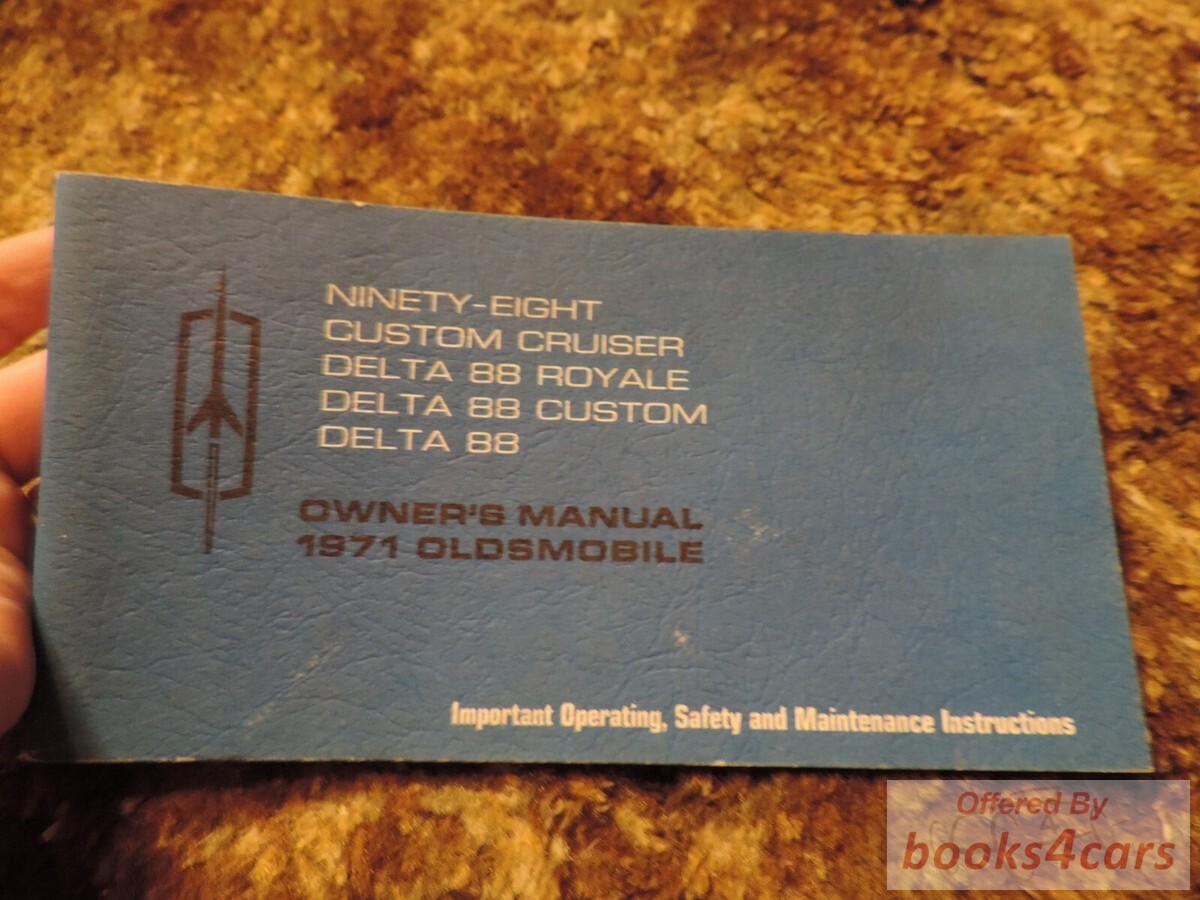 NINETY-EIGHT
CUSTOM CRUISER
DELTA 88 ROYALE
DELTA 88 CUSTOM
DELTA 88
OWNER'S MANUAL
1971 OLDSMOBILE
Important Operating, Safety and Maintenance Instructions
Offered By
books4cars